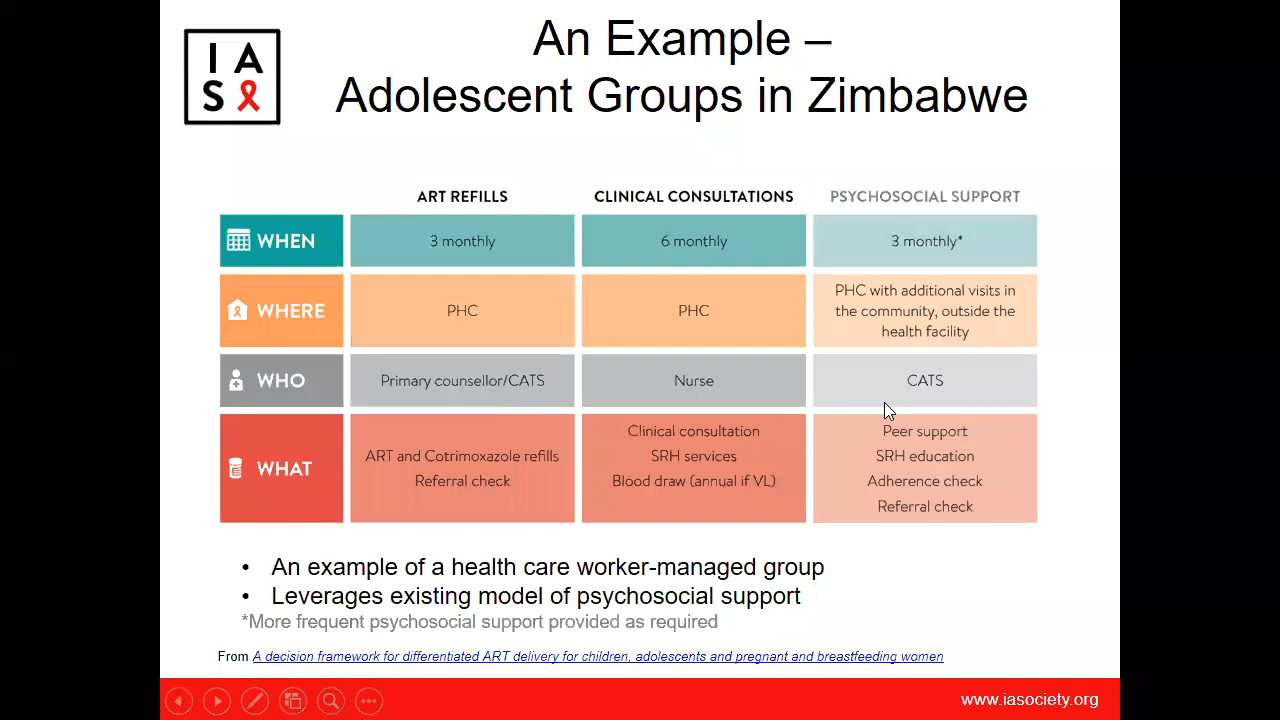 I A
S
An Example –
Adolescent Groups in Zimbabwe
ART REFILLS
CLINICAL CONSULTATIONS
PSYCHOSOCIAL SUPPORT
WHEN
3 monthly
6 monthly
3 monthly*
WHERE
PHC
PHC
PHC with additional visits in
the community, outside the
health facility
WHO
Primary counsellor/CATS
Nurse
CATS
WHAT
ART and Cotrimoxazole refills
Referral check
Clinical consultation
SRH services
Blood draw (annual if VL)
Peer support
SRH education
Adherence check
Referral check
• An example of a health care worker-managed group
• Leverages existing model of psychosocial support
*More frequent psychosocial support provided as required
From A decision framework for differentiated ART delivery for children, adolescents and pregnant and breastfeeding women
www.iasociety.org